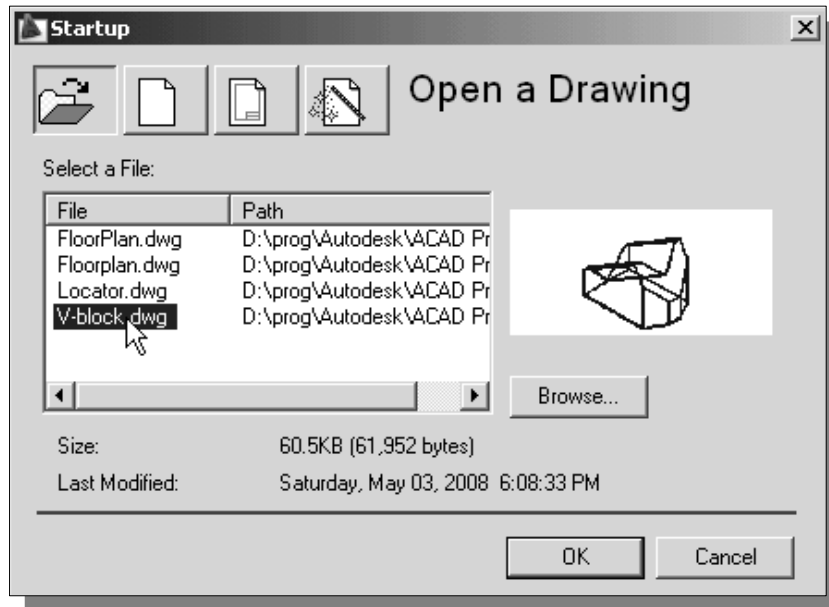 Startup
Open a Drawing
Select a File:
File Path
FloorPlan.dwg D:\prog\Autodesk\ACAD Pr
Floorplan.dwg D:\prog\Autodesk\ACAD Pr
Locator.dwg D:\prog\Autodesk\ACAD Pr
V-block.dwg D:\prog\Autodesk\ACAD Pr
Browse...
Size: 60.5KB (61,952 bytes)
Last Modified: Saturday, May 03, 2008 6:08:33 PM
OK Cancel